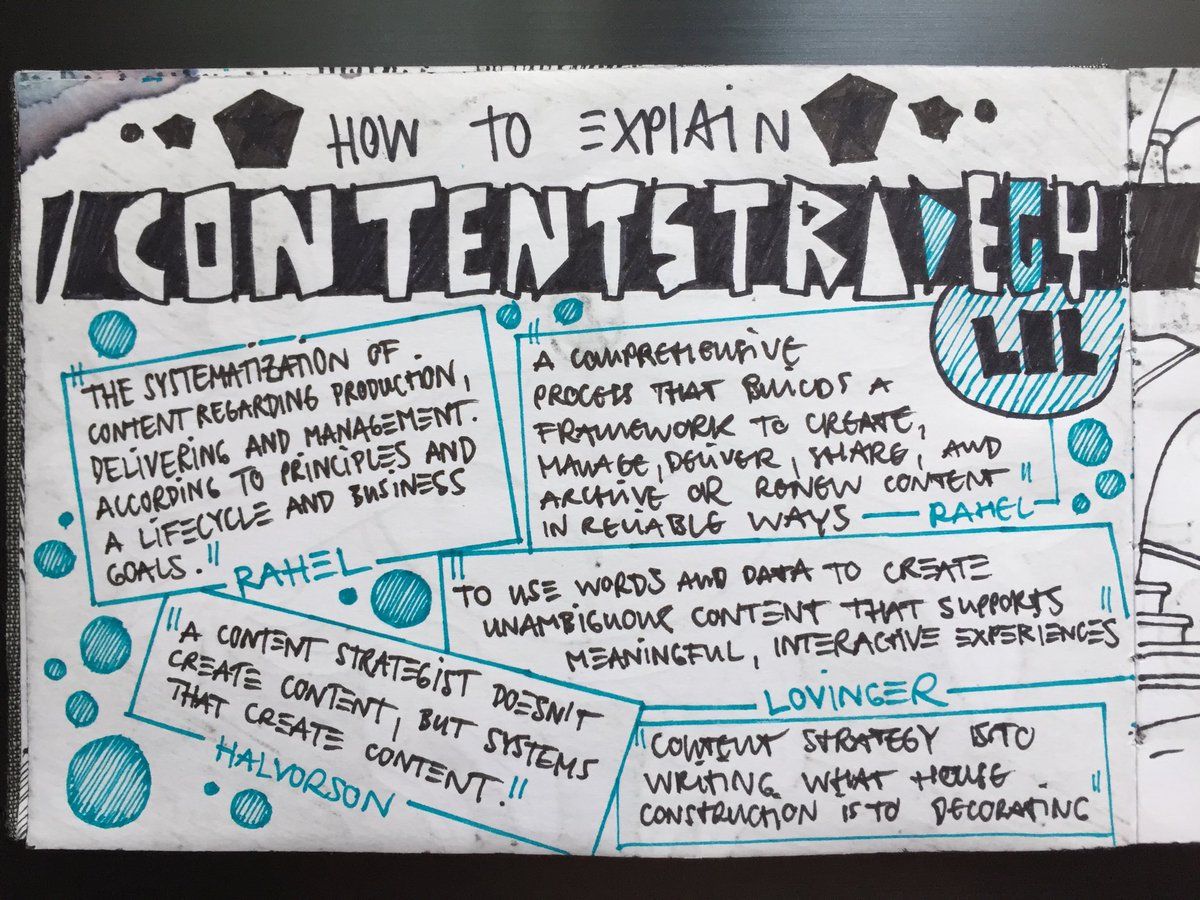 HOW TO EXPLAIN
CONTENTSTRATEGY
LIL
"THE SYSTEMATIZATION OF
CONTENT REGARDING PRODUCTION,
DELIVERING AND MANAGEMENT.
ACCORDING TO PRINCIPLES AND
A LIFECYCLE AND BUSINESS
GOALS."
RAHEL
"A COMPREHENSIVE
PROCESS THAT BUILDS A
FRAMEWORK TO CREATE,
MANAGE, DELIVER, SHARE, AND
ARCHIVE OR RENEW CONTENT"
IN RELIABLE WAYS — RAHEL
"TO USE WORDS AND DATA TO CREATE
UNAMBIGUOUS CONTENT THAT SUPPORTS
MEANINGFUL, INTERACTIVE EXPERIENCES"
LOVINGER
"A CONTENT STRATEGIST DOESN'T
CREATE CONTENT, BUT SYSTEMS
THAT CREATE CONTENT."
HALVORSON
"CONTENT STRATEGY IS TO
WRITING WHAT HOUSE
CONSTRUCTION IS TO DECORATING"